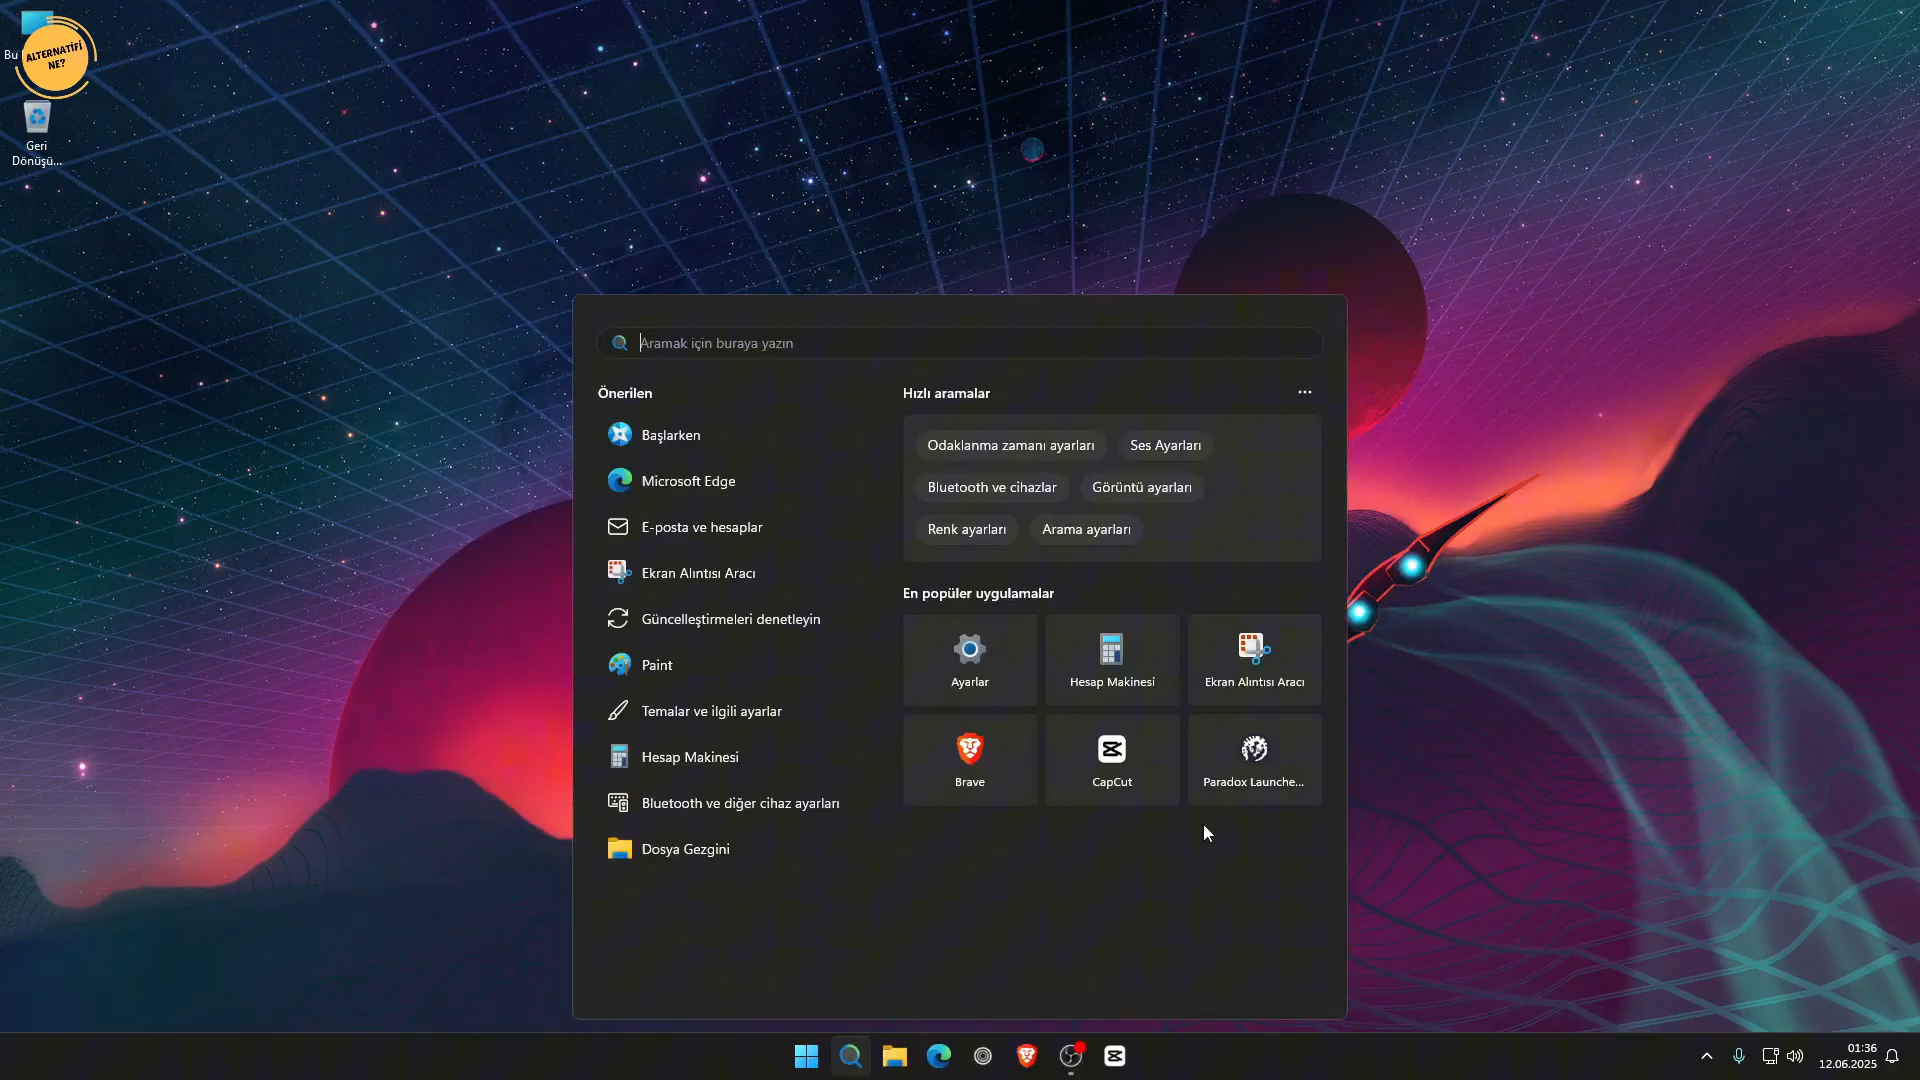 Bu
ALTERNATİFİ
NE?
Geri
Dönüşü...
Aramak için buraya yazın
Önerilen
Başlarken
Microsoft Edge
E-posta ve hesaplar
Ekran Alıntısı Aracı
Güncelleştirmeleri denetleyin
Paint
Temalar ve ilgili ayarlar
Hesap Makinesi
Bluetooth ve diğer cihaz ayarları
Dosya Gezgini
Hızlı aramalar
Odaklanma zamanı ayarları
Ses Ayarları
Bluetooth ve cihazlar
Görüntü ayarları
Renk ayarları
Arama ayarları
En popüler uygulamalar
Ayarlar
Hesap Makinesi
Ekran Alıntısı Aracı
Brave
CapCut
Paradox Launche...
01:36
12.06.2025